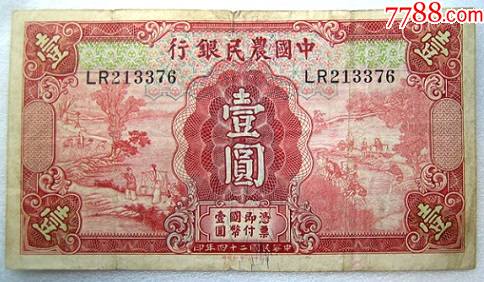 7788.com
行銀民農國中
LR213376 LR213376
壹 壹
壹圓
憑票即付國幣壹圓
壹 壹
印年四十二國民華中